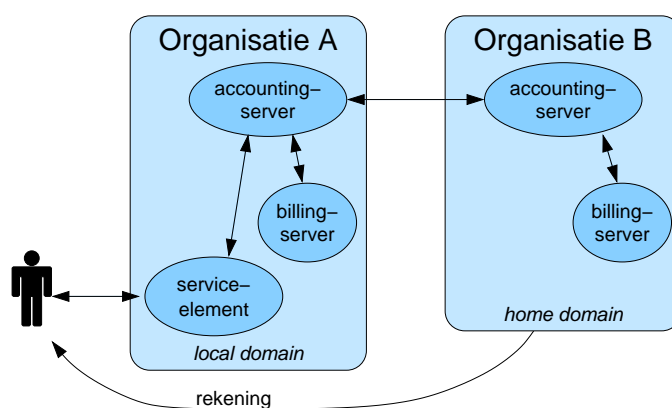 Organisatie A
accounting–
server
billing–
server
service–
element
local domain
Organisatie B
accounting–
server
billing–
server
home domain
rekening